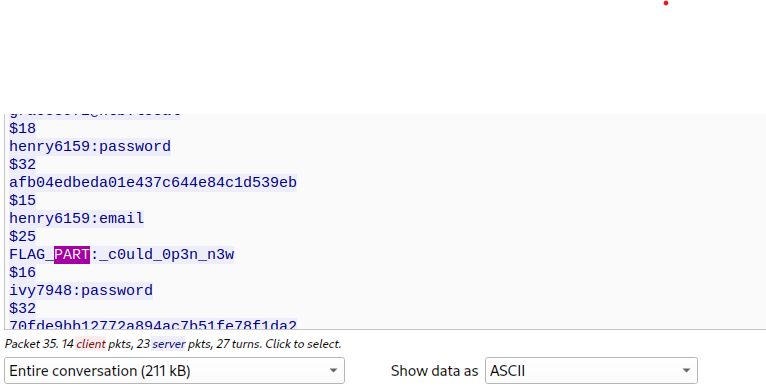 $18
henry6159:password
$32
afb04edbeda01e437c644e84c1d539eb
$15
henry6159:email
$25
FLAG_PART:_c0uld_0p3n_n3w
$16
ivy7948:password
$32
70fde9bb12772a894ac7b51fe78f1da2
Packet 35. 14 client pkts, 23 server pkts, 27 turns. Click to select.
Entire conversation (211 kB) Show data as ASCII